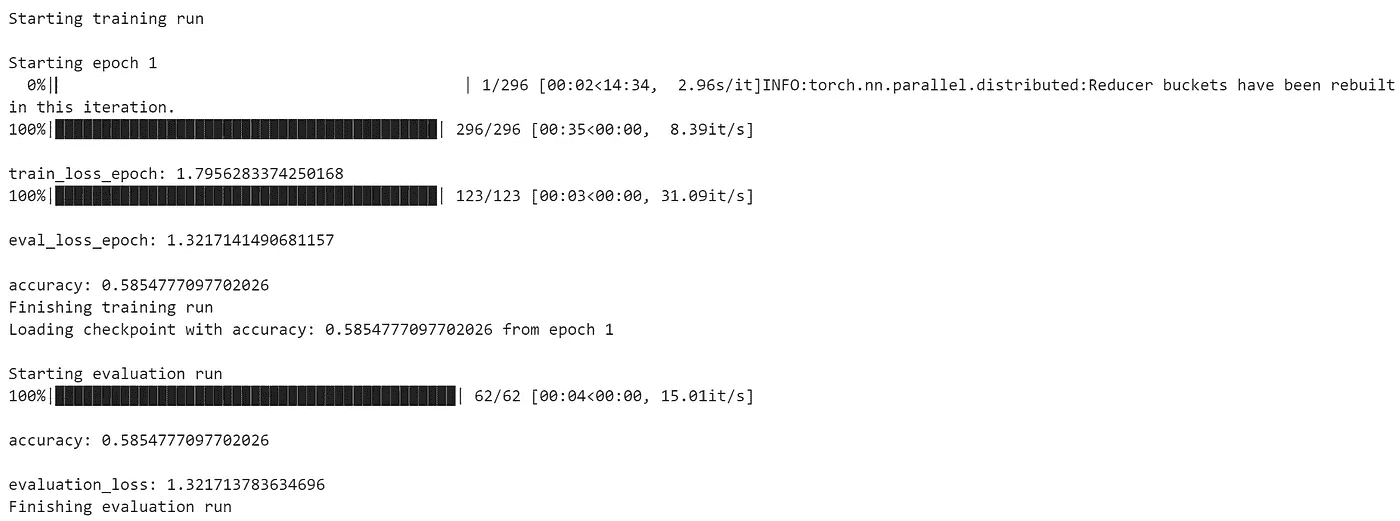 Starting training run
Starting epoch 1
0%| | 1/296 [00:02<14:34, 2.96s/it]INFO:torch.nn.parallel.distributed:Reducer buckets have been rebuilt
in this iteration.
100%|██████████| 296/296 [00:35<00:00, 8.39it/s]
train_loss_epoch: 1.7956283374250168
100%|██████████| 123/123 [00:03<00:00, 31.09it/s]
eval_loss_epoch: 1.3217141490681157
accuracy: 0.5854777097702026
Finishing training run
Loading checkpoint with accuracy: 0.5854777097702026 from epoch 1
Starting evaluation run
100%|██████████| 62/62 [00:04<00:00, 15.01it/s]
accuracy: 0.5854777097702026
evaluation_loss: 1.321713783634696
Finishing evaluation run